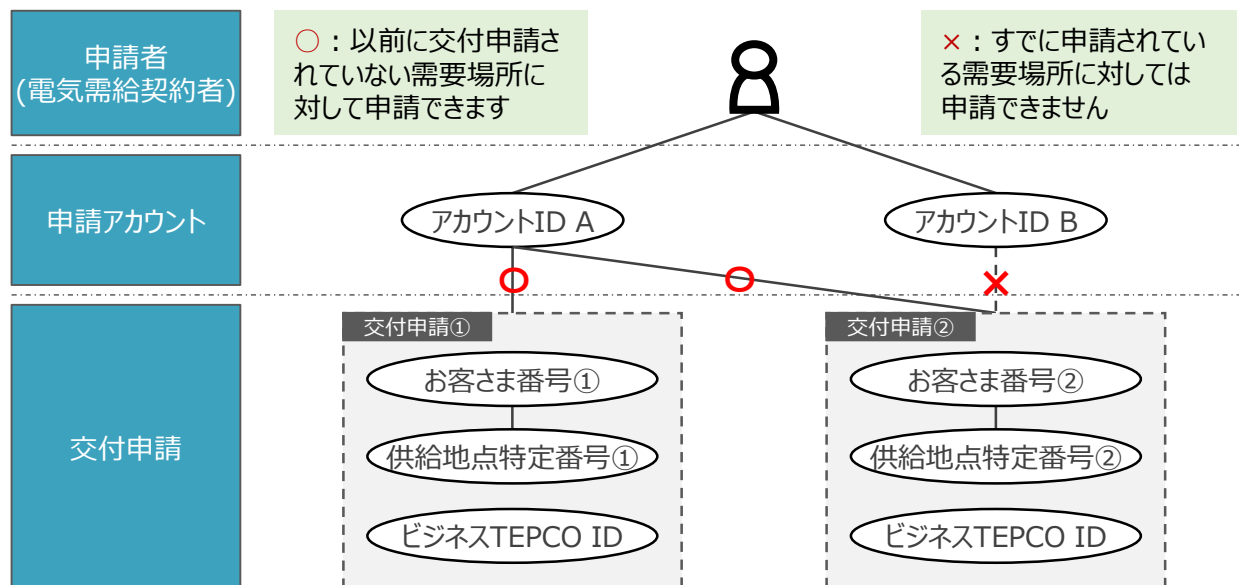 申請者
(電気需給契約者)
○:以前に交付申請さ
れていない需要場所に
対して申請できます
×:すでに申請されてい
る需要場所に対しては
申請できません
申請アカウント
アカウントID A
アカウントID B
交付申請
交付申請①
お客さま番号①
供給地点特定番号①
ビジネスTEPCO ID
交付申請②
お客さま番号②
供給地点特定番号②
ビジネスTEPCO ID